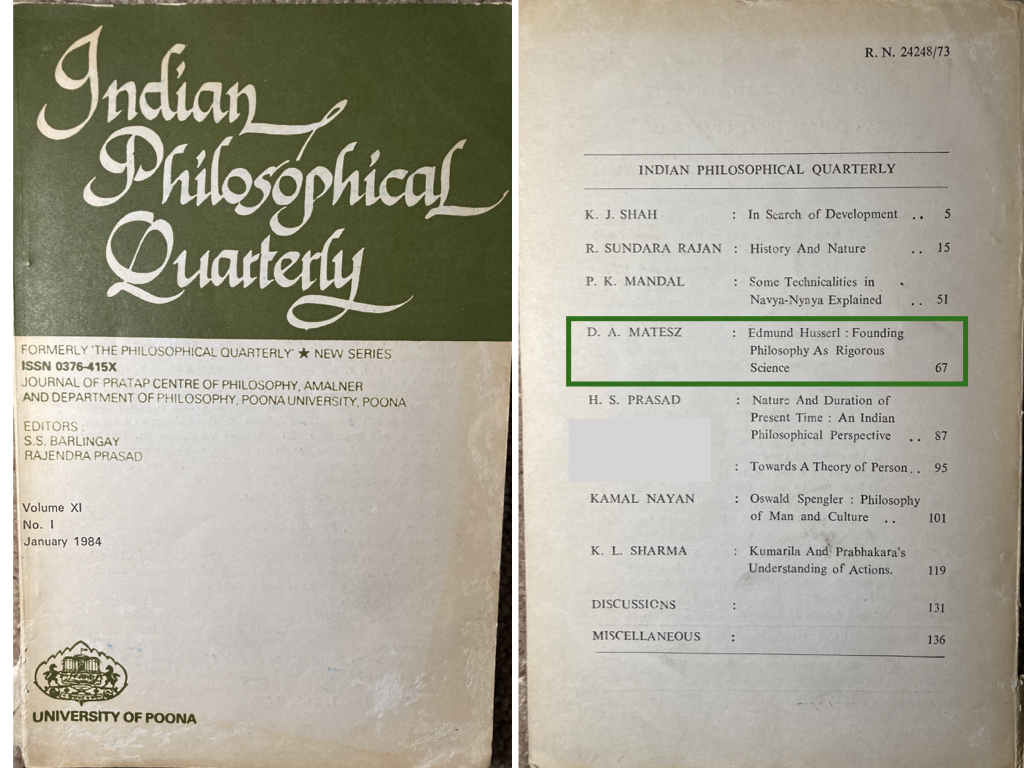 Indian
Philosophical
Quarterly
FORMERLY 'THE PHILOSOPHICAL QUARTERLY' ★ NEW SERIES
ISSN 0376-415X
JOURNAL OF PRATAP CENTRE OF PHILOSOPHY, AMALNER
AND DEPARTMENT OF PHILOSOPHY, POONA UNIVERSITY, POONA
EDITORS :
S.S. BARLINGAY
RAJENDRA PRASAD
Volume XI
No. I
January 1984
UNIVERSITY OF POONA
R. N. 24248/73
INDIAN PHILOSOPHICAL QUARTERLY
K. J. SHAH : In Search of Development .. 5
R. SUNDARA RAJAN : History And Nature .. 15
P. K. MANDAL : Some Technicalities in
Navya-Nyaya Explained .. 51
D. A. MATESZ : Edmund Husserl : Founding
Philosophy As Rigorous
Science 67
H. S. PRASAD : Nature And Duration of
Present Time : An Indian
Philosophical Perspective .. 87
: Towards A Theory of Person .. 95
KAMAL NAYAN : Oswald Spengler : Philosophy
of Man and Culture .. 101
K. L. SHARMA : Kumarila And Prabhakara's
Understanding of Actions. 119
DISCUSSIONS : 131
MISCELLANEOUS : 136